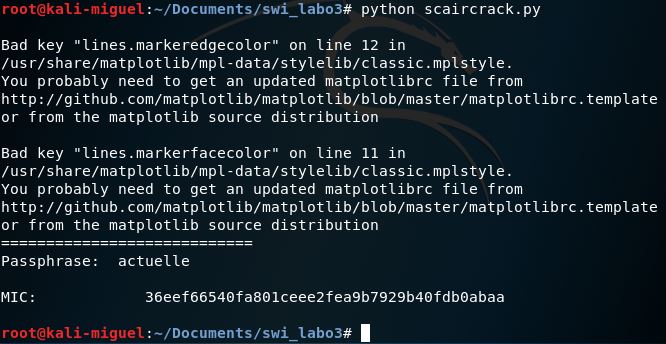 root@kali-miguel:~/Documents/swi_labo3# python scaircrack.py
Bad key "lines.markeredgecolor" on line 12 in
/usr/share/matplotlib/mpl-data/stylelib/classic.mplstyle.
You probably need to get an updated matplotlibrc file from
http://github.com/matplotlib/matplotlib/blob/master/matplotlibrc.template
or from the matplotlib source distribution
Bad key "lines.markerfacecolor" on line 11 in
/usr/share/matplotlib/mpl-data/stylelib/classic.mplstyle.
You probably need to get an updated matplotlibrc file from
http://github.com/matplotlib/matplotlib/blob/master/matplotlibrc.template
or from the matplotlib source distribution
============================
Passphrase:  actuelle
MIC:            36eef66540fa801ceee2fea9b7929b40fdb0abaa
root@kali-miguel:~/Documents/swi_labo3#